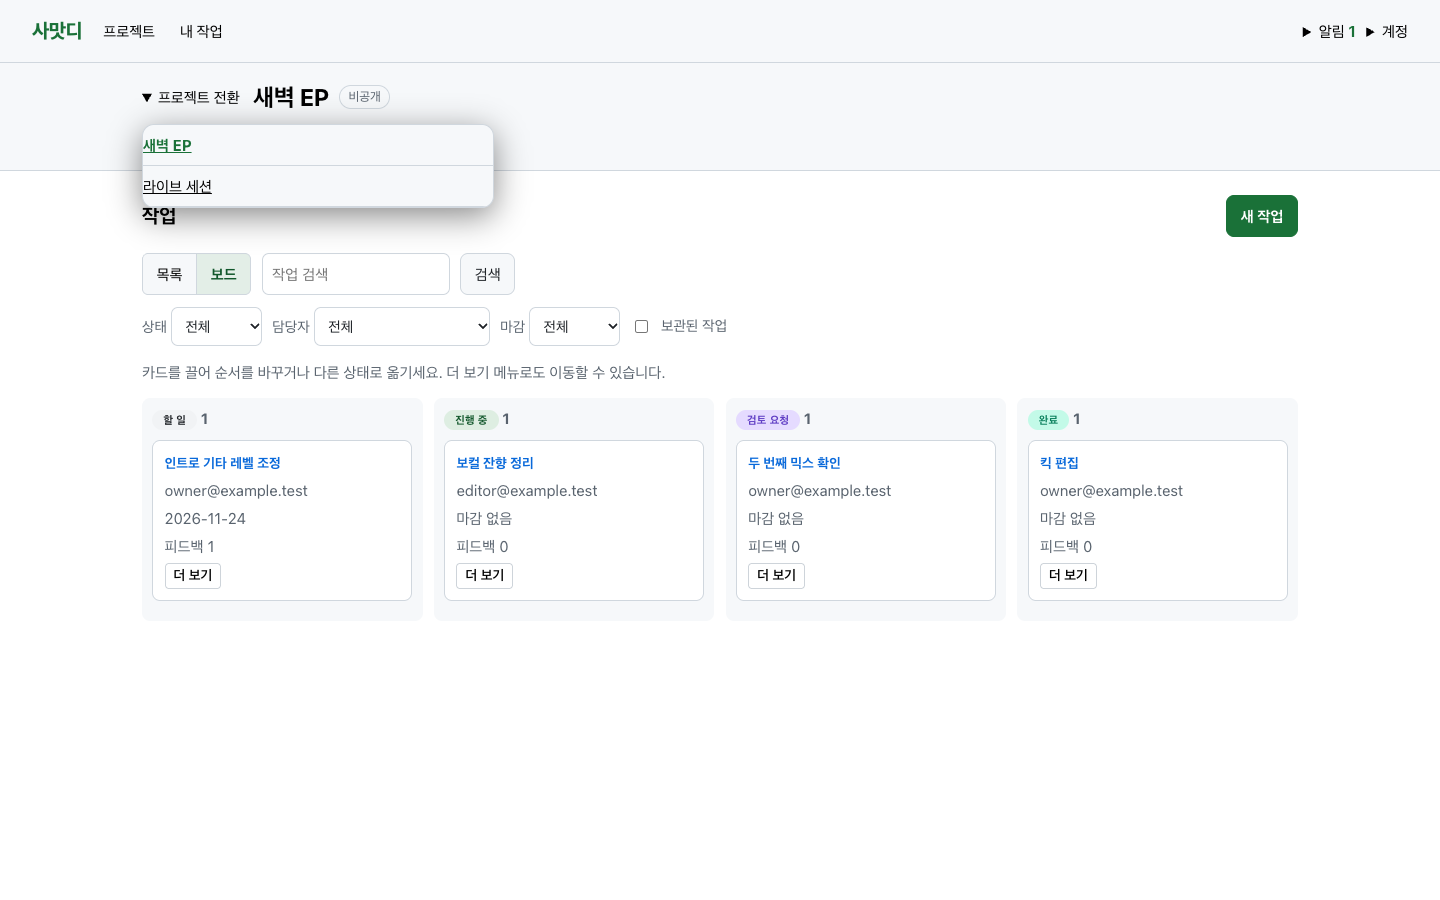 사맛디 프로젝트 내 작업 ▶ 알림 1 ▶ 계정
▼ 프로젝트 전환 새벽 EP 비공개
새벽 EP
라이브 세션
작업 새 작업
목록 보드 작업 검색 검색
상태 전체 담당자 전체 마감 전체 보관된 작업
카드를 끌어 순서를 바꾸거나 다른 상태로 옮기세요. 더 보기 메뉴로도 이동할 수 있습니다.
할 일 1
인트로 기타 레벨 조정
owner@example.test
2026-11-24
피드백 1
더 보기
진행 중 1
보컬 잔향 정리
editor@example.test
마감 없음
피드백 0
더 보기
검토 요청 1
두 번째 믹스 확인
owner@example.test
마감 없음
피드백 0
더 보기
완료 1
킥 편집
owner@example.test
마감 없음
피드백 0
더 보기